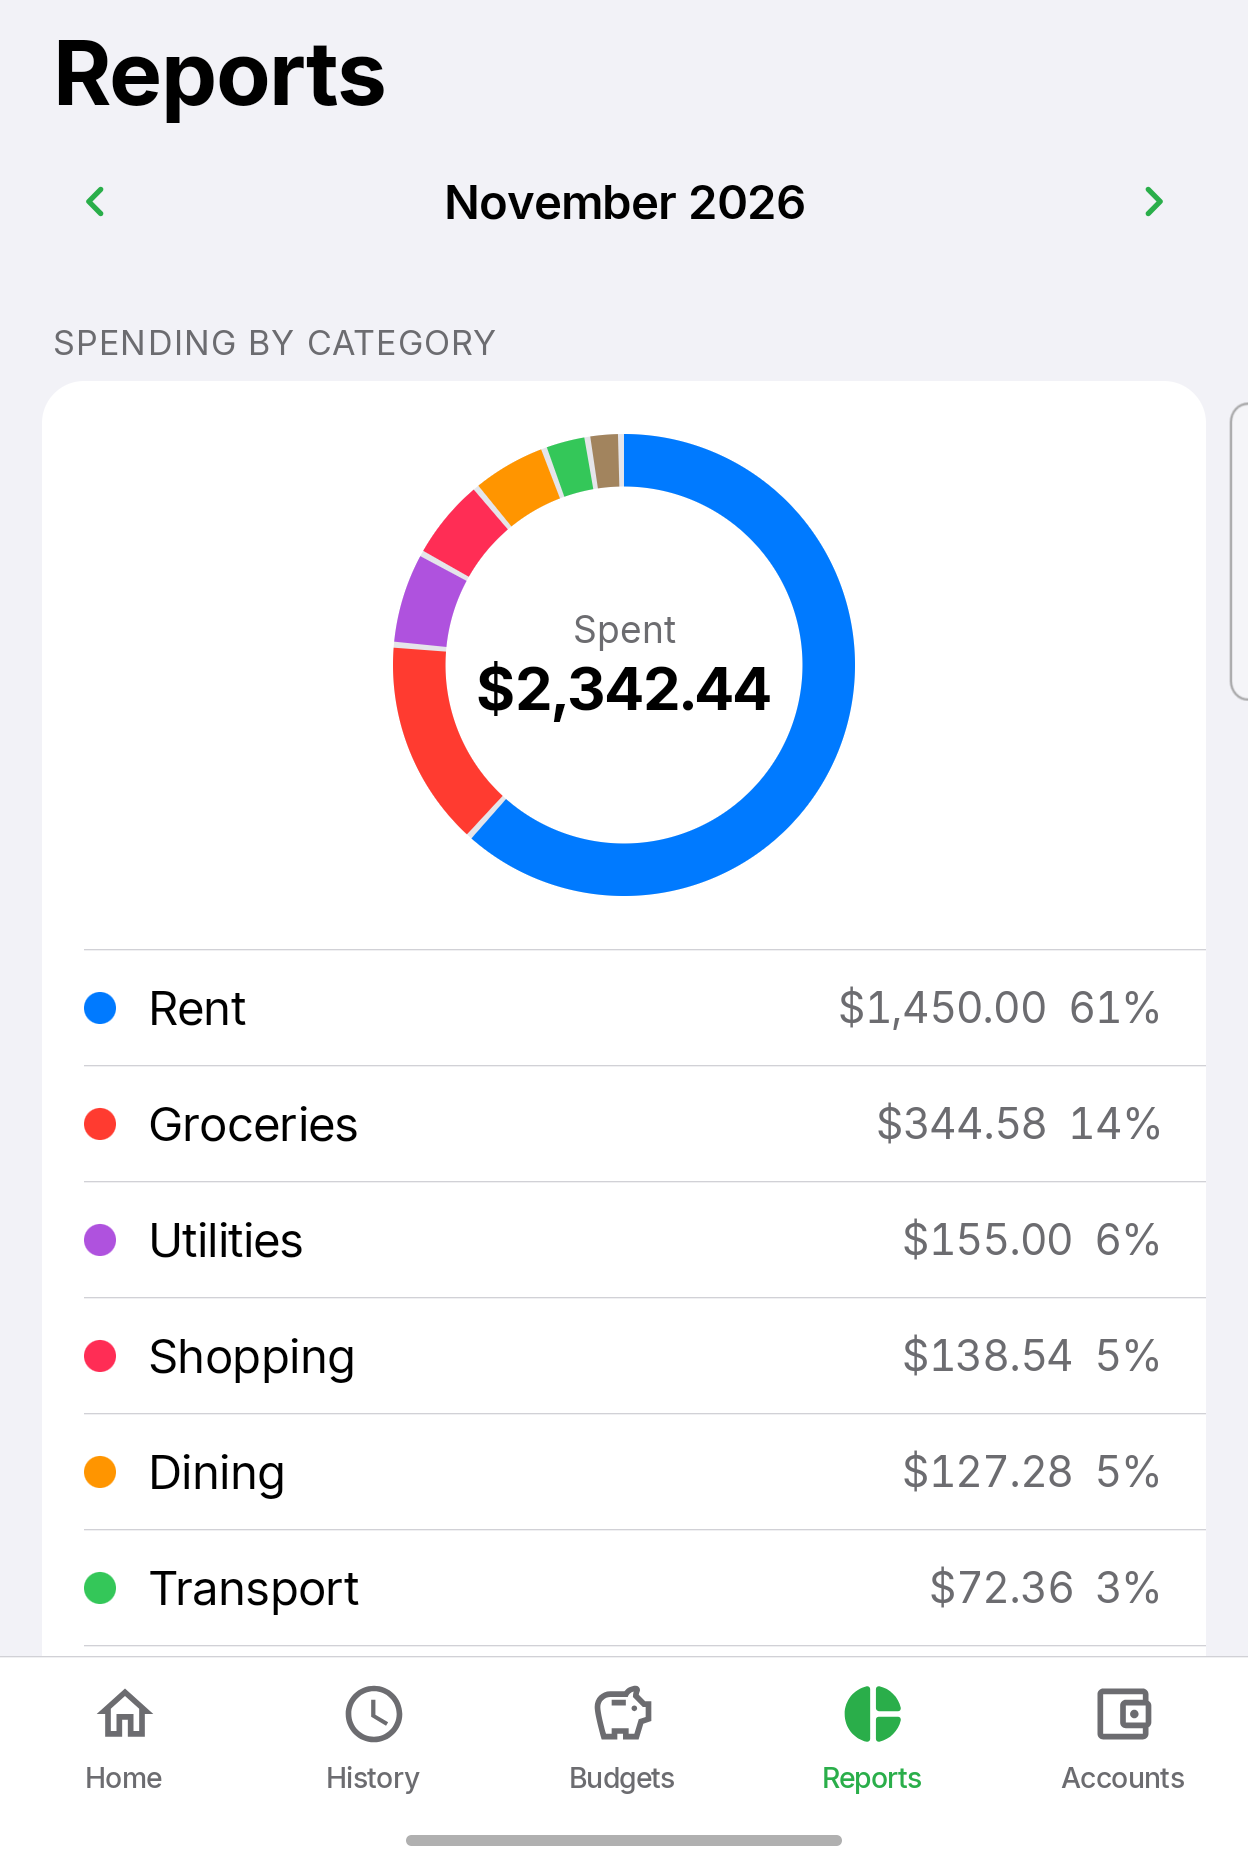 Reports
November 2026
SPENDING BY CATEGORY
Spent
$2,342.44
Rent $1,450.00 61%
Groceries $344.58 14%
Utilities $155.00 6%
Shopping $138.54 5%
Dining $127.28 5%
Transport $72.36 3%
Home History Budgets Reports Accounts